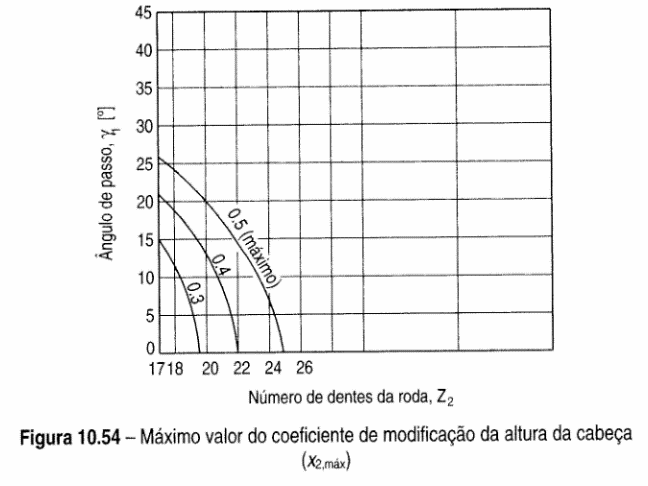 45
40
35
30
25
20
15
10
5
0
Ângulo de passo, γ₁ [º]
0.5 (máximo)
0.4
0.3
17 18 20 22 24 26
Número de dentes da roda, Z₂
Figura 10.54 – Máximo valor do coeficiente de modificação da altura da cabeça
(x₂,máx)